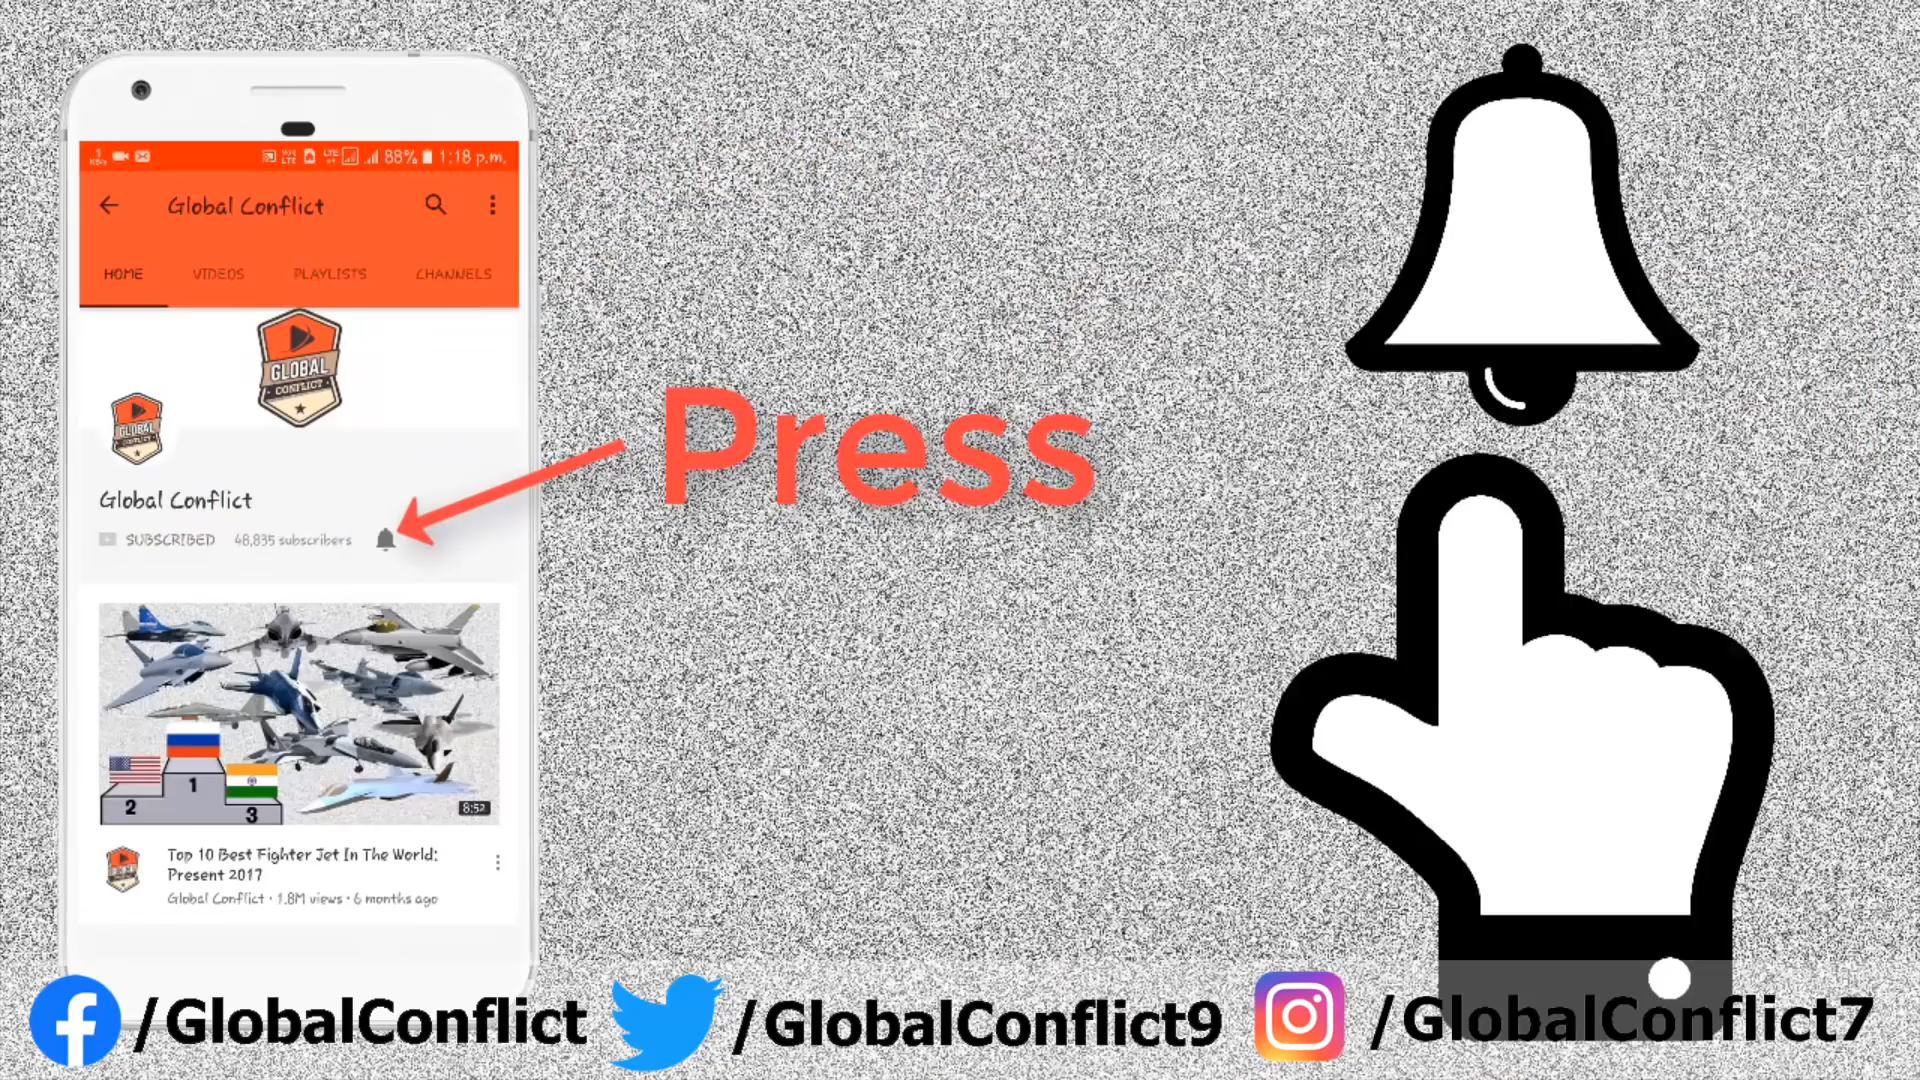 88% 1:18 p.m.
Global Conflict
HOME VIDEOS PLAYLISTS CHANNELS
GLOBAL
CONFLICT
GLOBAL
CONFLICT
Press
Global Conflict
SUBSCRIBED 48,835 subscribers
2 1 3
8:52
Top 10 Best Fighter Jet In The World:
Present 2017
Global Conflict • 1.8M views • 6 months ago
/GlobalConflict /GlobalConflict9 /GlobalConflict7